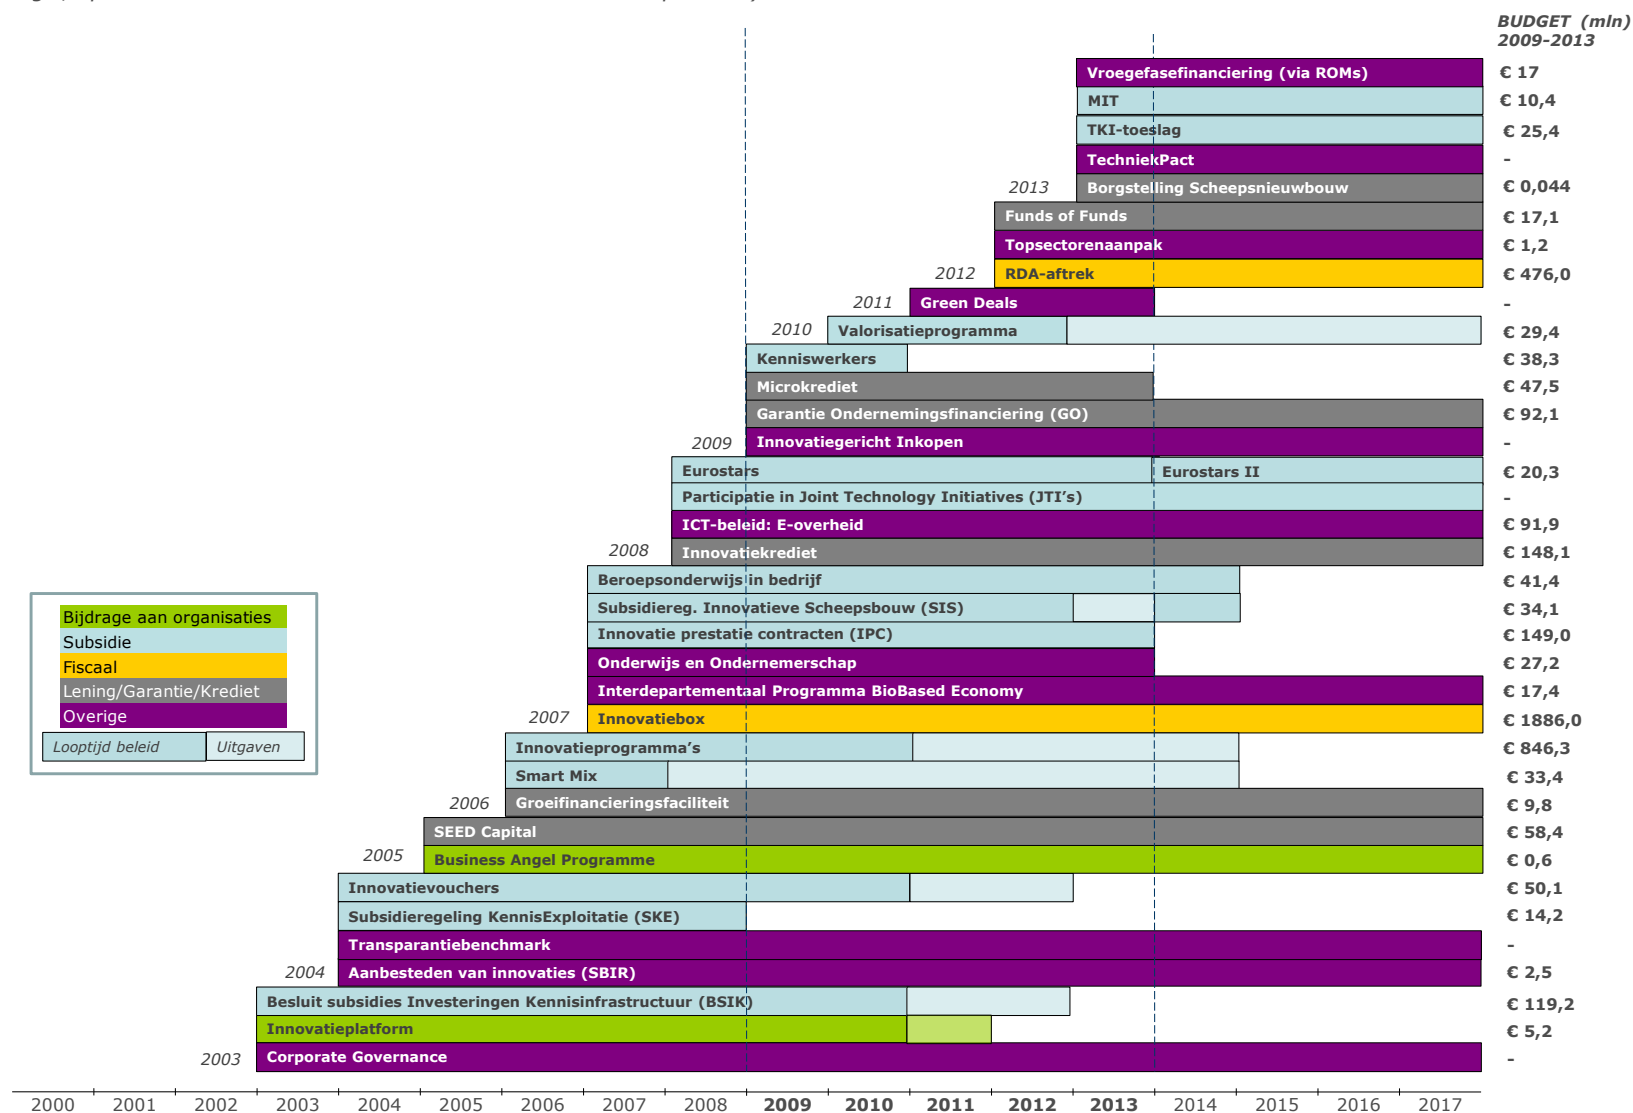 BUDGET (mln)
2009-2013
Vroegefasefinanciering (via ROMs) € 17
MIT € 10,4
TKI-toeslag € 25,4
TechniekPact -
2013 Borgstelling Scheepsnieuwbouw € 0,044
Funds of Funds € 17,1
Topsectorenaanpak € 1,2
2012 RDA-aftrek € 476,0
2011 Green Deals -
2010 Valorisatieprogramma € 29,4
Kenniswerkers € 38,3
Microkrediet € 47,5
Garantie Ondernemingsfinanciering (GO) € 92,1
2009 Innovatiegericht Inkopen -
Eurostars Eurostars II € 20,3
Participatie in Joint Technology Initiatives (JTI’s) -
ICT-beleid: E-overheid € 91,9
2008 Innovatiekrediet € 148,1
Beroepsonderwijs in bedrijf € 41,4
Subsidiereg. Innovatieve Scheepsbouw (SIS) € 34,1
Innovatie prestatie contracten (IPC) € 149,0
Onderwijs en Ondernemerschap € 27,2
Interdepartementaal Programma BioBased Economy € 17,4
2007 Innovatiebox € 1886,0
Innovatieprogramma’s € 846,3
Smart Mix € 33,4
2006 Groeifinancieringsfaciliteit € 9,8
SEED Capital € 58,4
2005 Business Angel Programme € 0,6
Innovatievouchers € 50,1
Subsidieregeling KennisExploitatie (SKE) € 14,2
Transparantiebenchmark -
2004 Aanbesteden van innovaties (SBIR) € 2,5
Besluit subsidies Investeringen Kennisinfrastructuur (BSIK) € 119,2
Innovatieplatform € 5,2
2003 Corporate Governance -
Bijdrage aan organisaties
Subsidie
Fiscaal
Lening/Garantie/Krediet
Overige
Looptijd beleid Uitgaven
2000 2001 2002 2003 2004 2005 2006 2007 2008 2009 2010 2011 2012 2013 2014 2015 2016 2017